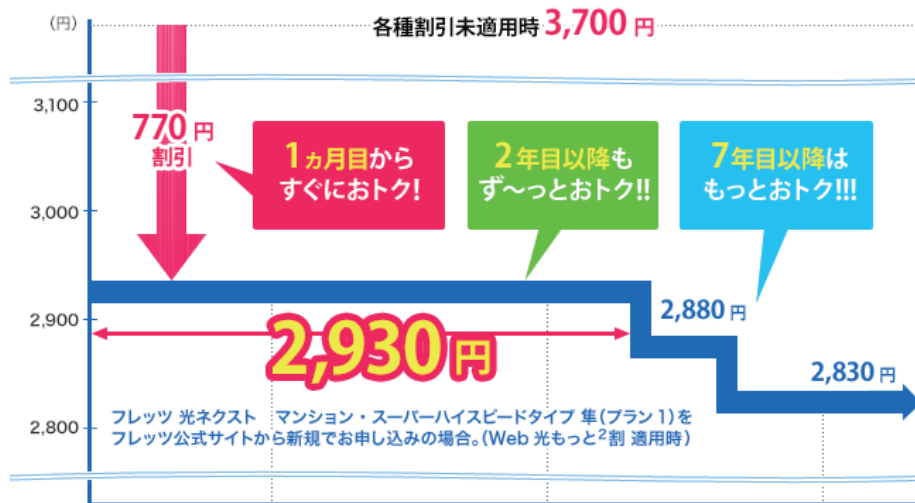 (円)
各種割引未適用時 3,700 円
3,100
770 円
割引
1ヵ月目から
すぐにおトク!
2年目以降も
ず〜っとおトク!!
7年目以降は
もっとおトク!!!
3,000
2,900
2,930 円
2,880 円
2,830 円
フレッツ 光ネクスト マンション・スーパーハイスピードタイプ 隼(プラン1)を
フレッツ公式サイトから新規でお申し込みの場合。(Web 光もっと²割 適用時)
2,800